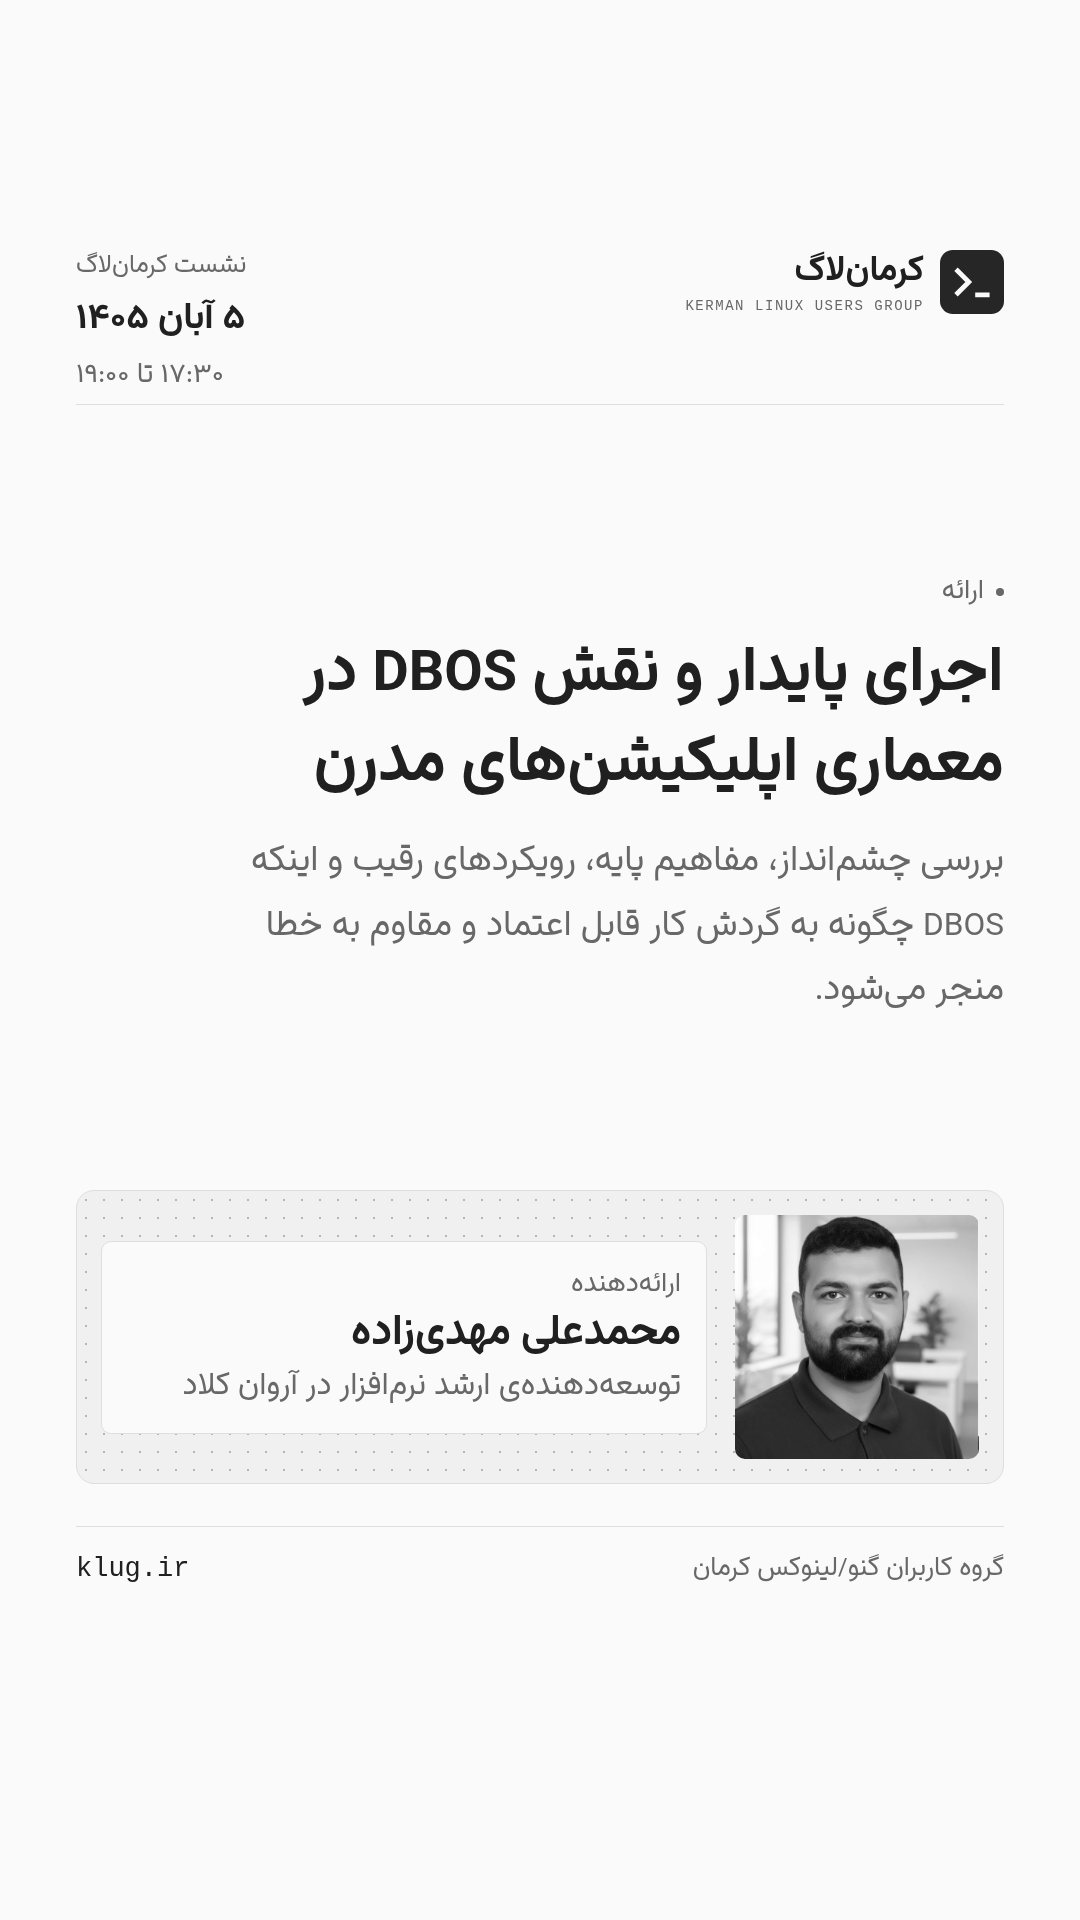 کرمان‌لاگ
KERMAN LINUX USERS GROUP
نشست کرمان‌لاگ
۵ آبان ۱۴۰۵
۱۷:۳۰ تا ۱۹:۰۰
• ارائه
اجرای پایدار و نقش DBOS در
معماری اپلیکیشن‌های مدرن
بررسی چشم‌انداز، مفاهیم پایه، رویکردهای رقیب و اینکه
DBOS چگونه به گردش کار قابل اعتماد و مقاوم به خطا
منجر می‌شود.
ارائه‌دهنده
محمدعلی مهدی‌زاده
توسعه‌دهنده‌ی ارشد نرم‌افزار در آروان کلاد
گروه کاربران گنو/لینوکس کرمان
klug.ir